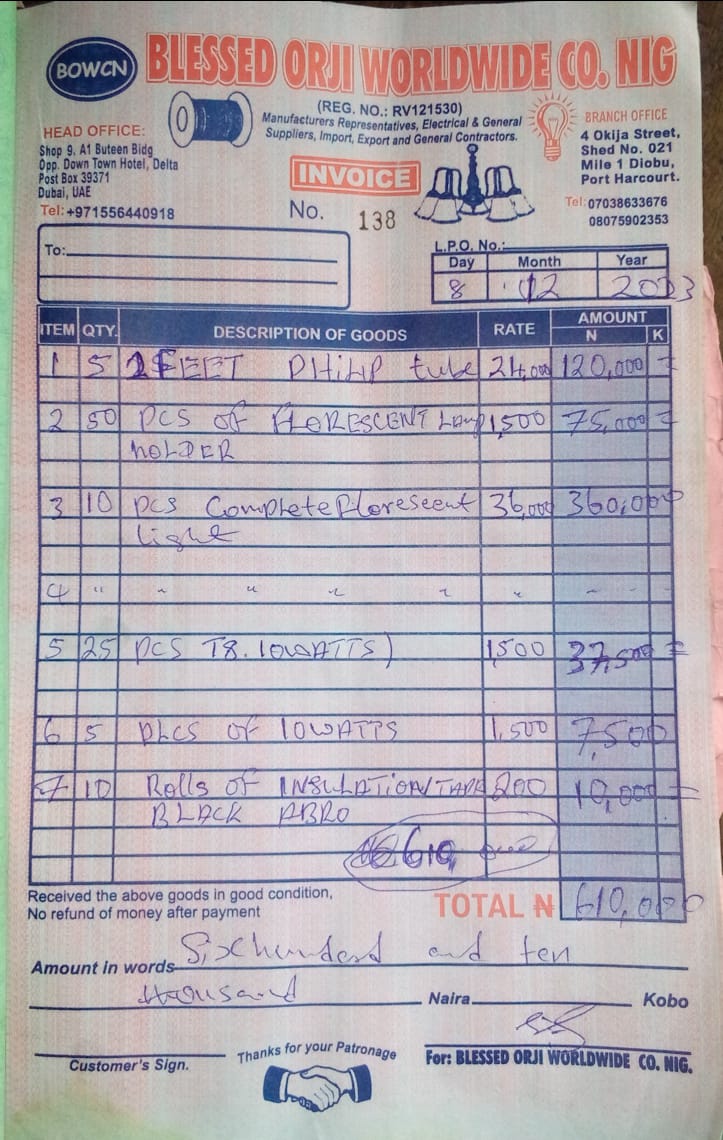 BOWCN
BLESSED ORJI WORLDWIDE CO. NIG
(REG. NO.: RV121530)
Manufacturers Representatives, Electrical & General
Suppliers, Import, Export and General Contractors.
HEAD OFFICE:
Shop 9, A1 Buteen Bidg
Opp. Down Town Hotel, Delta
Post Box 39371
Dubai, UAE
Tel: +971556440918
BRANCH OFFICE
4 Okija Street,
Shed No. 021
Mile 1 Diobu,
Port Harcourt.
Tel: 07038633676
08075902353
INVOICE
No. 138
To:
L.P.O. No.:
Day Month Year
8 12 2023
ITEM QTY. DESCRIPTION OF GOODS RATE AMOUNT
N K
1 5 2FEET PHILIP tube 24,000 120,000 =
2 50 PCS OF FLORESCENT Lamp 1,500 75,000 =
HOLDER
3 10 pcs Complete florescent 36,000 360,000
light
4 " " " " " " - -
5 25 PCS T8. 10WATTS) 1,500 37,500 =
6 5 PLCS OF 10WATTS 1,500 7,500
7 10 Rolls of INSULATION/TAPE 200 10,000 =
BLACK ABRO
610,000
Received the above goods in good condition,
No refund of money after payment
TOTAL ₦ 610,000
Amount in words Six hundred and ten
thousand Naira Kobo
Customer's Sign.
Thanks for your Patronage
For: BLESSED ORJI WORLDWIDE CO. NIG.